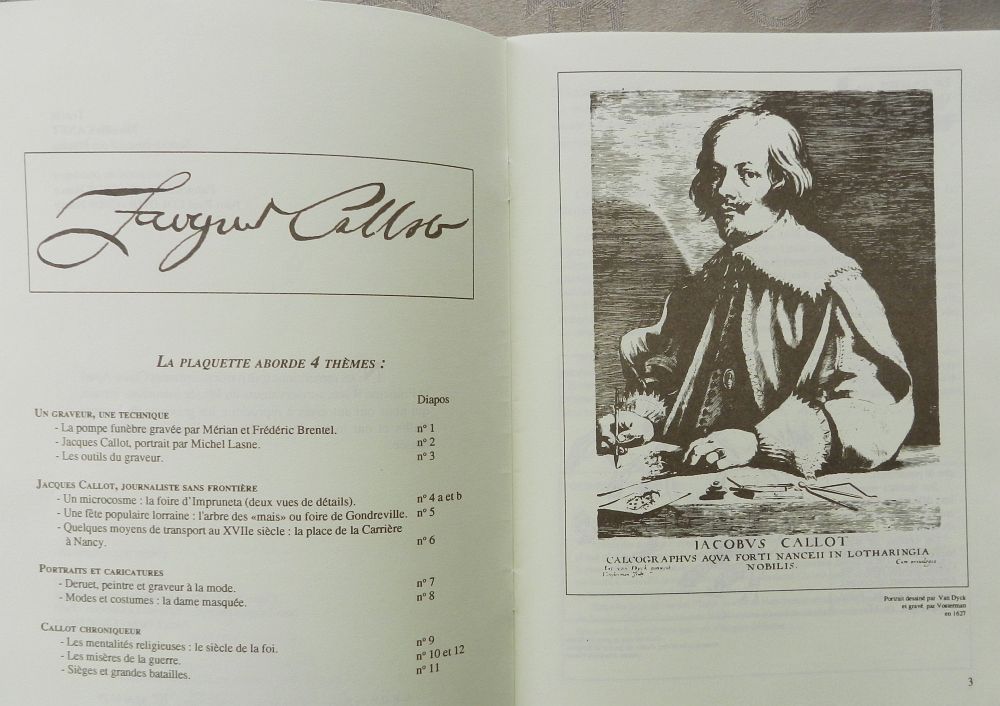 Jacques Callot
LA PLAQUETTE ABORDE 4 THÈMES :
Diapos
UN GRAVEUR, UNE TECHNIQUE
- La pompe funèbre gravée par Mérian et Frédéric Brentel. n° 1
- Jacques Callot, portrait par Michel Lasne. n° 2
- Les outils du graveur. n° 3
JACQUES CALLOT, JOURNALISTE SANS FRONTIÈRE
- Un microcosme : la foire d'Impruneta (deux vues de détails). n° 4 a et b
- Une fête populaire lorraine : l'arbre des «mais» ou foire de Gondreville. n° 5
- Quelques moyens de transport au XVIIe siècle : la place de la Carrière
à Nancy. n° 6
PORTRAITS ET CARICATURES
- Deruet, peintre et graveur à la mode. n° 7
- Modes et costumes : la dame masquée. n° 8
CALLOT CHRONIQUEUR
- Les mentalités religieuses : le siècle de la foi. n° 9
- Les misères de la guerre. n° 10 et 12
- Sièges et grandes batailles. n° 11
IACOBVS CALLOT
CALCOGRAPHVS AQVA FORTI NANCEII IN LOTHARINGIA
NOBILIS.
Ant. van Dyck pinxit
Cum privilegio
Portrait dessiné par Van Dyck
et gravé par Vosterman
en 1627
3